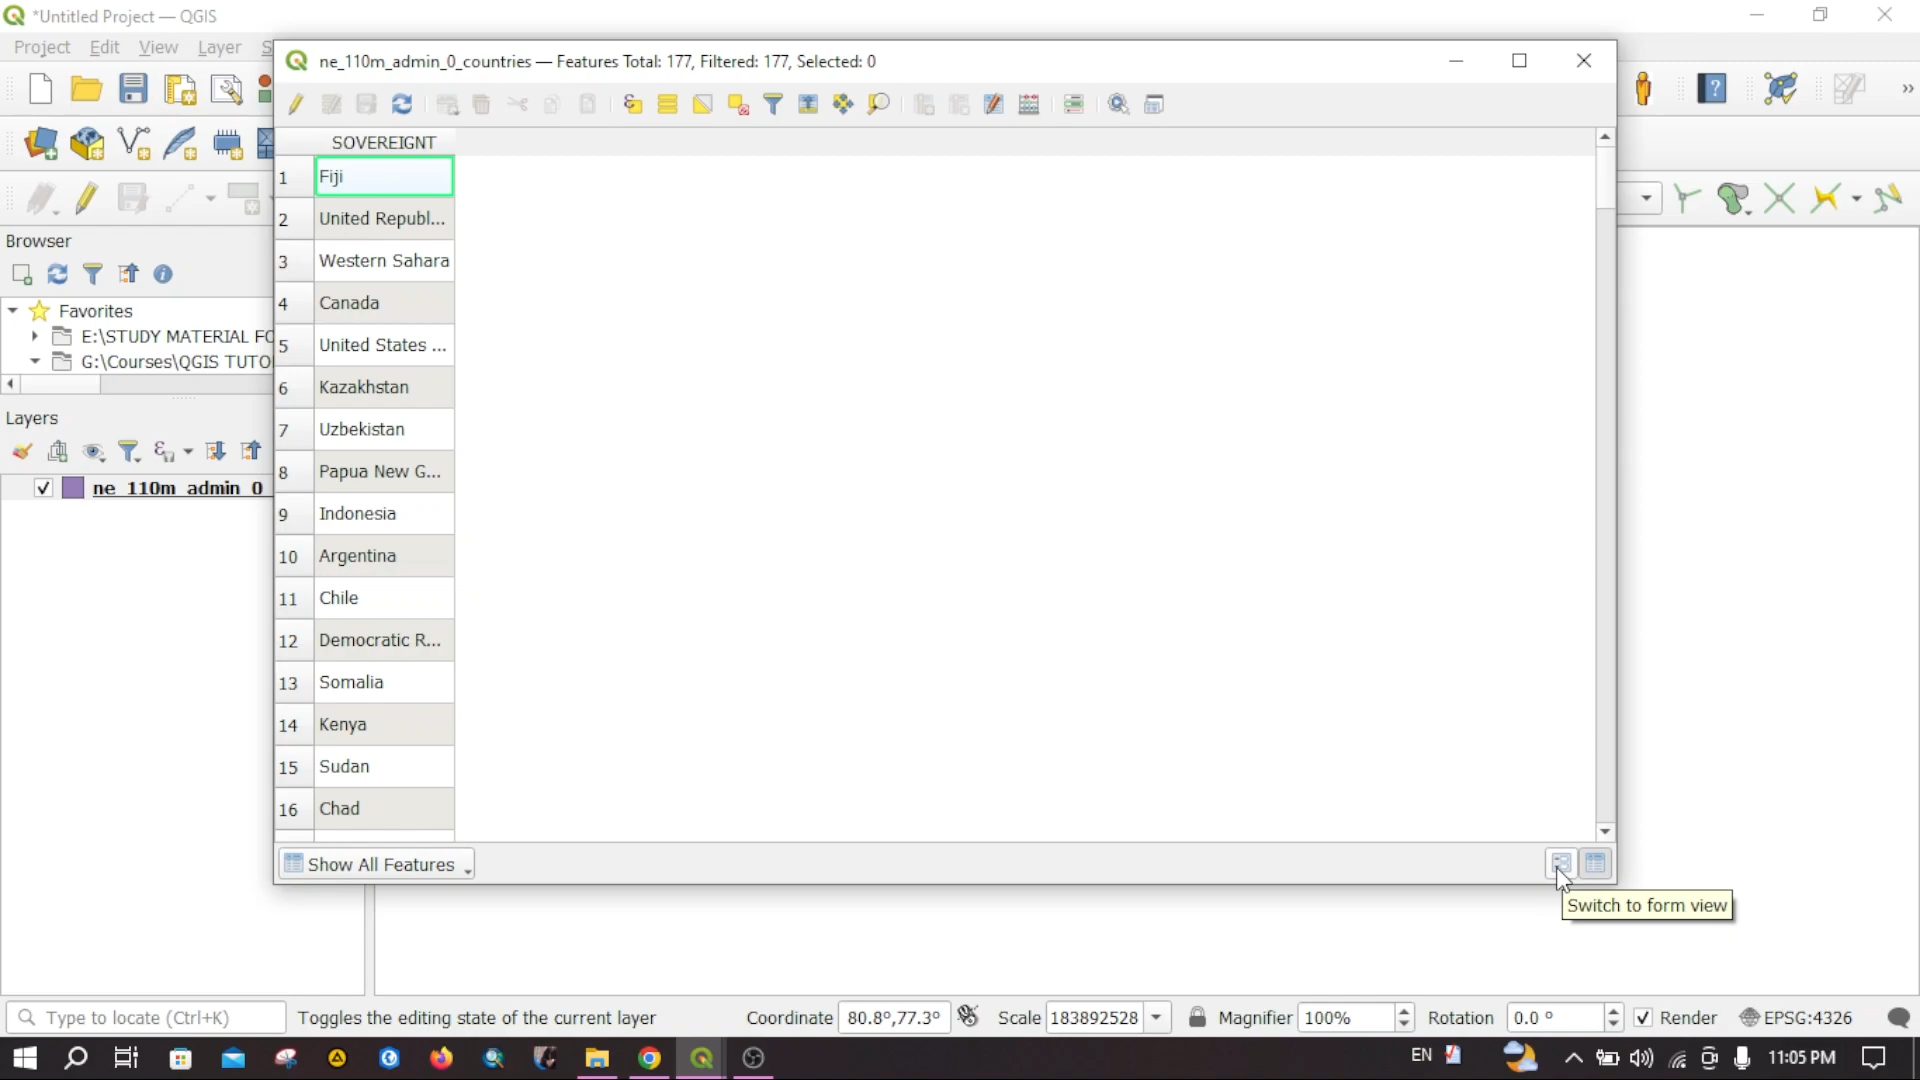 *Untitled Project — QGIS
Project Edit View Layer S
ne_110m_admin_0_countries — Features Total: 177, Filtered: 177, Selected: 0
SOVEREIGNT
1 Fiji
2 United Republ...
3 Western Sahara
4 Canada
5 United States ...
6 Kazakhstan
7 Uzbekistan
8 Papua New G...
9 Indonesia
10 Argentina
11 Chile
12 Democratic R...
13 Somalia
14 Kenya
15 Sudan
16 Chad
Show All Features
Switch to form view
Browser
Favorites
E:\STUDY MATERIAL FO
G:\Courses\QGIS TUTO
Layers
ne_110m_admin_0
Type to locate (Ctrl+K) Toggles the editing state of the current layer Coordinate 80.8°,77.3° Scale 183892528 Magnifier 100% Rotation 0.0 ° Render EPSG:4326
EN 11:05 PM